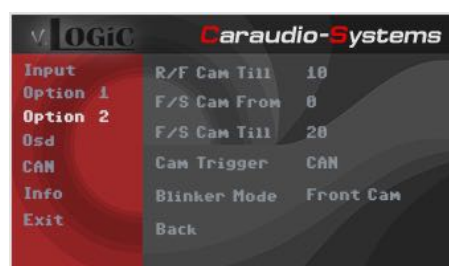 v.LOGiC Caraudio-Systems
Input
Option 1
Option 2
Osd
CAN
Info
Exit
R/F Cam Till 10
F/S Cam From 0
F/S Cam Till 20
Cam Trigger CAN
Blinker Mode Front Cam
Back